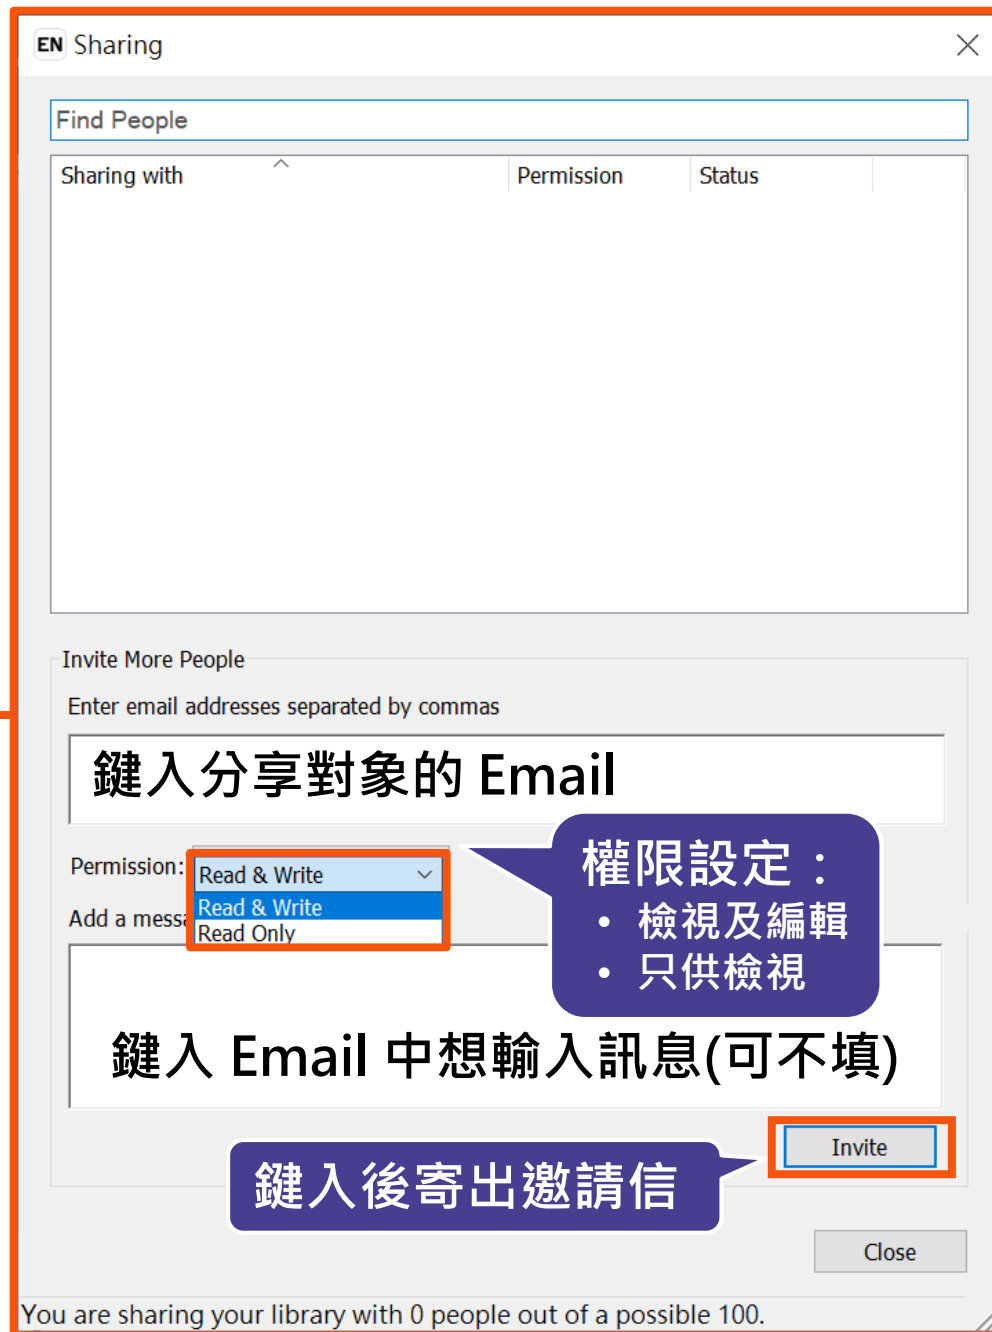 EN Sharing
Find People
Sharing with Permission Status
Invite More People
Enter email addresses separated by commas
鍵入分享對象的 Email
權限設定：
• 檢視及編輯
• 只供檢視
Permission: Read & Write
Read & Write
Add a messa
Read Only
鍵入 Email 中想輸入訊息(可不填)
Invite
鍵入後寄出邀請信
Close
You are sharing your library with 0 people out of a possible 100.